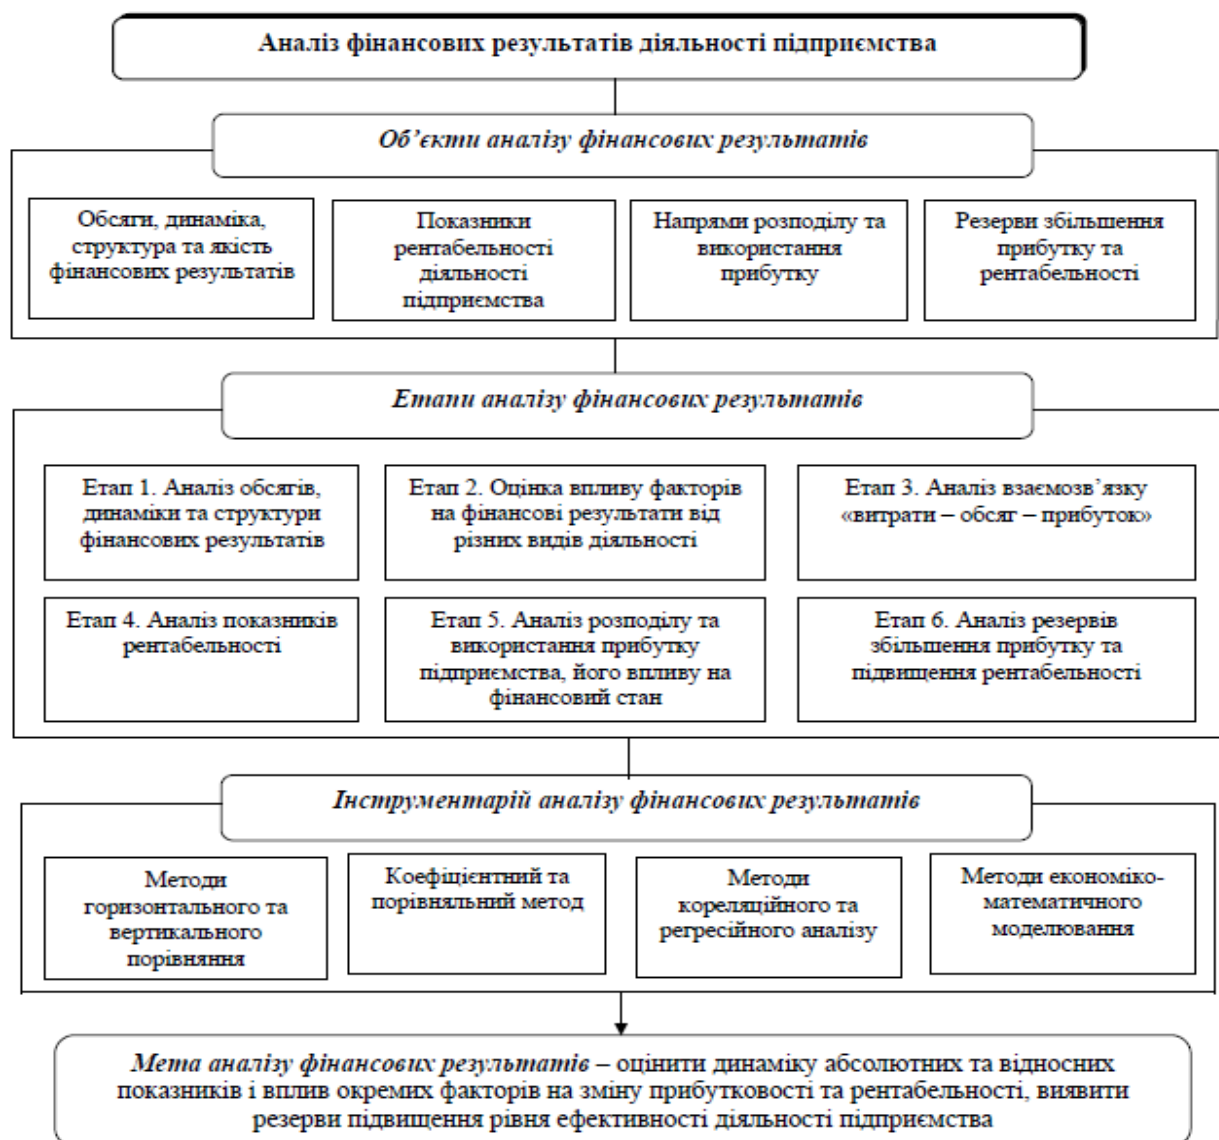 Аналіз фінансових результатів діяльності підприємства
Об’єкти аналізу фінансових результатів
Обсяги, динаміка,
структура та якість
фінансових результатів
Показники
рентабельності
діяльності
підприємства
Напрями розподілу та
використання
прибутку
Резерви збільшення
прибутку та
рентабельності
Етапи аналізу фінансових результатів
Етап 1. Аналіз обсягів,
динаміки та структури
фінансових результатів
Етап 2. Оцінка впливу факторів
на фінансові результати від
різних видів діяльності
Етап 3. Аналіз взаємозв’язку
«витрати – обсяг – прибуток»
Етап 4. Аналіз показників
рентабельності
Етап 5. Аналіз розподілу та
використання прибутку
підприємства, його впливу на
фінансовий стан
Етап 6. Аналіз резервів
збільшення прибутку та
підвищення рентабельності
Інструментарій аналізу фінансових результатів
Методи
горизонтального та
вертикального
порівняння
Коефіцієнтний та
порівняльний метод
Методи
кореляційного та
регресійного аналізу
Методи економіко-
математичного
моделювання
Мета аналізу фінансових результатів – оцінити динаміку абсолютних та відносних
показників і вплив окремих факторів на зміну прибутковості та рентабельності, виявити
резерви підвищення рівня ефективності діяльності підприємства